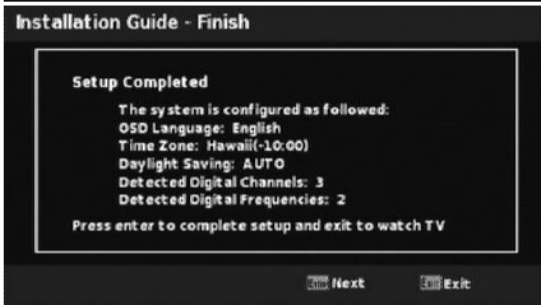 Installation Guide - Finish
Setup Completed
The system is configured as followed:
OSD Language: English
Time Zone: Hawaii(-10:00)
Daylight Saving: AUTO
Detected Digital Channels: 3
Detected Digital Frequencies: 2
Press enter to complete setup and exit to watch TV
Next Exit